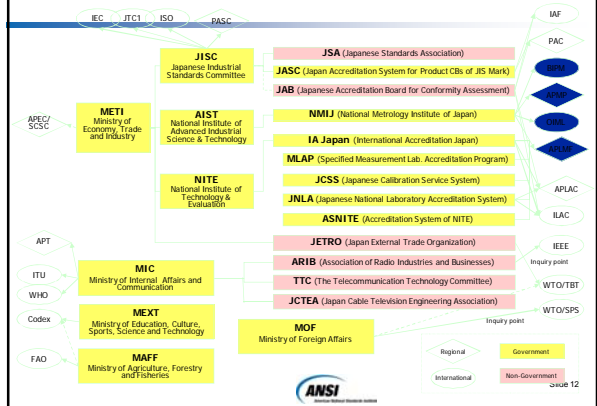 IEC JTC1 ISO PASC
IAF
PAC
BIPM
APMP
OIML
APLMF
APLAC
ILAC
IEEE
Inquiry point
WTO/TBT
WTO/SPS
Inquiry point
JISC
Japanese Industrial
Standards Committee
JSA (Japanese Standards Association)
JASC (Japan Accreditation System for Product CBs of JIS Mark)
JAB (Japanese Accreditation Board for Conformity Assessment)
APEC/
SCSC
METI
Ministry of
Economy, Trade
and Industry
AIST
National Institute of
Advanced Industrial
Science & Technology
NMIJ (National Metrology Institute of Japan)
IA Japan (International Accreditation Japan)
MLAP (Specified Measurement Lab. Accreditation Program)
NITE
National Institute of
Technology &
Evaluation
JCSS (Japanese Calibration Service System)
JNLA (Japanese National Laboratory Accreditation System)
ASNITE (Accreditation System of NITE)
JETRO (Japan External Trade Organization)
APT
ITU
WHO
MIC
Ministry of Internal Affairs and
Communication
ARIB (Association of Radio Industries and Businesses)
TTC (The Telecommunication Technology Committee)
JCTEA (Japan Cable Television Engineering Association)
Codex
MEXT
Ministry of Education, Culture,
Sports, Science and Technology
MOF
Ministry of Foreign Affairs
FAO
MAFF
Ministry of Agriculture, Forestry
and Fisheries
Regional
Government
International
Non-Government
ANSI
American National Standards Institute
Slide 12